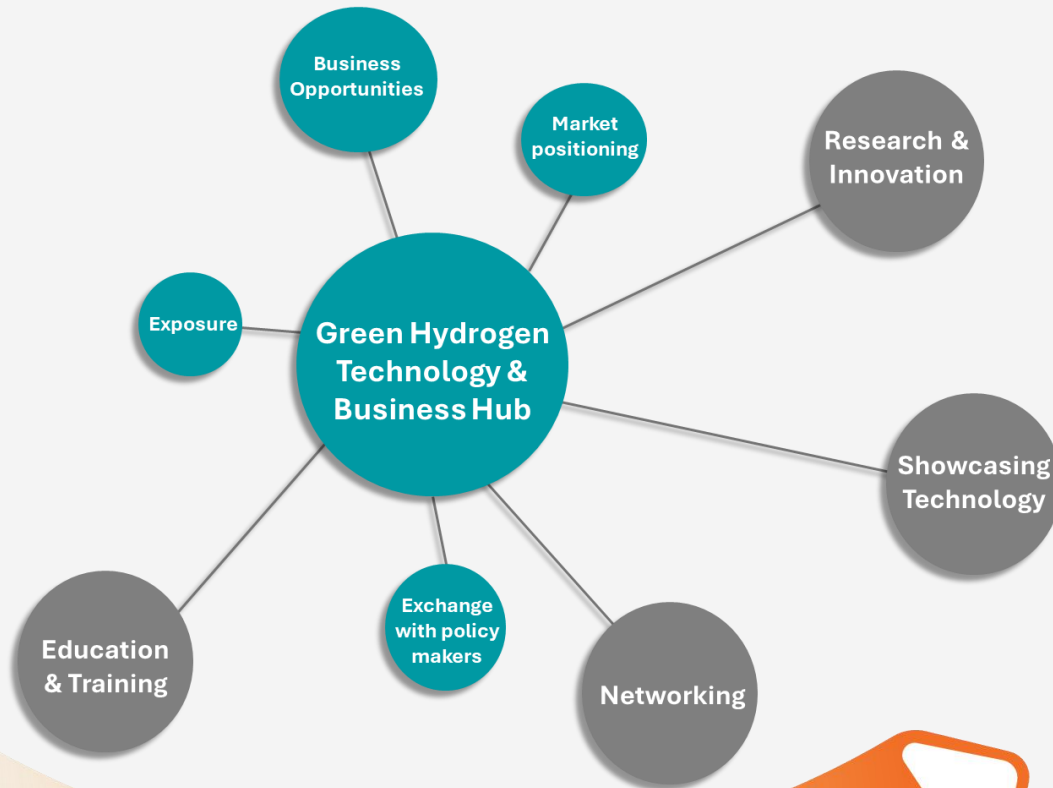 Business
Opportunities
Market
positioning
Research &
Innovation
Exposure
Green Hydrogen
Technology &
Business Hub
Showcasing
Technology
Education
& Training
Exchange
with policy
makers
Networking